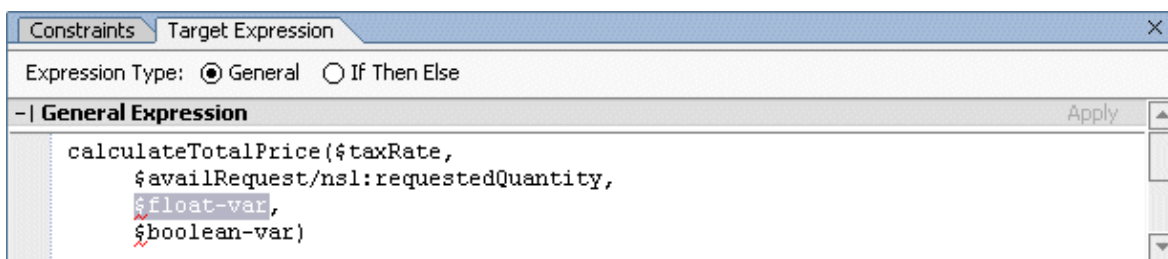 Constraints Target Expression
Expression Type: General If Then Else
General Expression Apply
calculateTotalPrice($taxRate,
$availRequest/ns1:requestedQuantity,
$float-var,
$boolean-var)